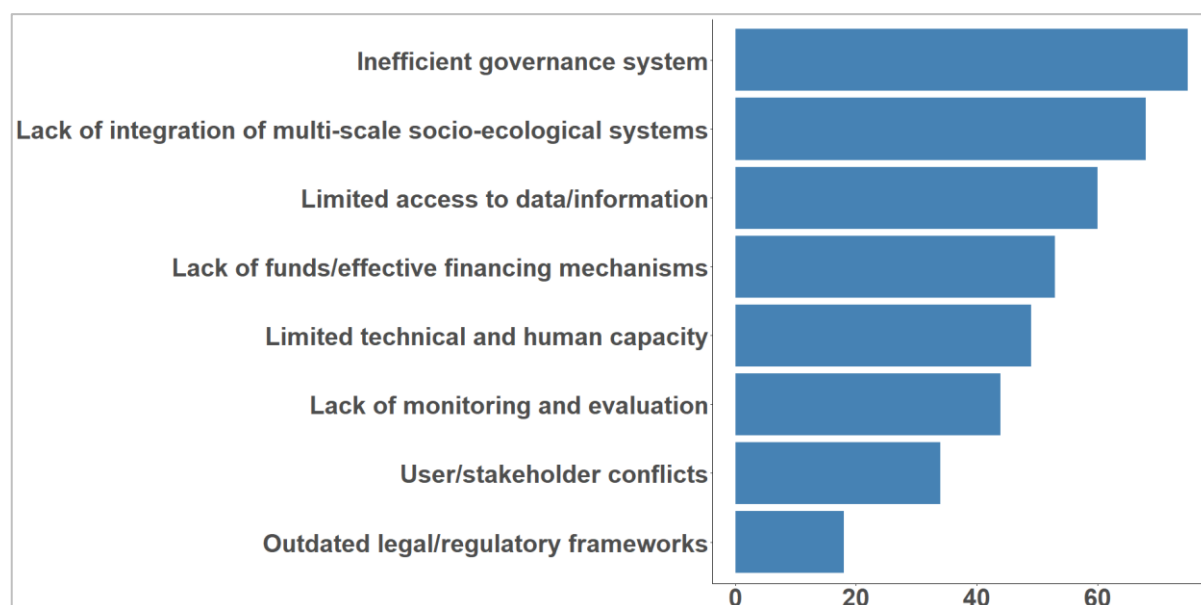 Inefficient governance system
Lack of integration of multi-scale socio-ecological systems
Limited access to data/information
Lack of funds/effective financing mechanisms
Limited technical and human capacity
Lack of monitoring and evaluation
User/stakeholder conflicts
Outdated legal/regulatory frameworks
0 20 40 60